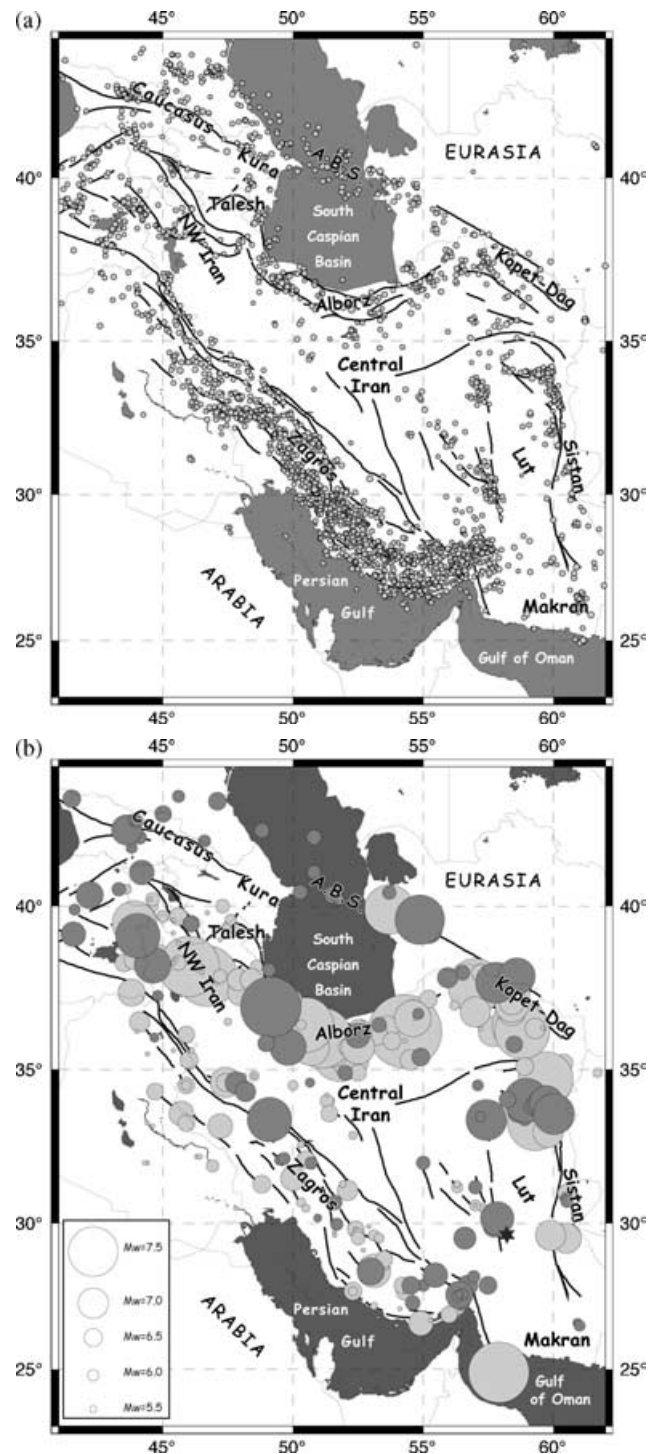 (a)
45° 50° 55° 60°
Caucasus
Kura
A.B.S.
EURASIA
40° 40°
Talesh
South
Caspian
Basin
NW Iran
Kopet-Dag
Alborz
35° 35°
Central
Iran
Zagros
Lut
Sistan
30° 30°
Persian
Gulf
ARABIA
Makran
25° 25°
Gulf of Oman
45° 50° 55° 60°
(b)
45° 50° 55° 60°
Caucasus
Kura
A.B.S.
EURASIA
40° 40°
Talesh
South
Caspian
Basin
NW Iran
Kopet-Dag
Alborz
35° 35°
Central
Iran
Zagros
Lut
Sistan
30° 30°
Mw=7.5
Mw=7.0
Mw=6.5
Mw=6.0
Mw=5.5
Persian
Gulf
ARABIA
Makran
25° 25°
Gulf
of Oman
45° 50° 55° 60°